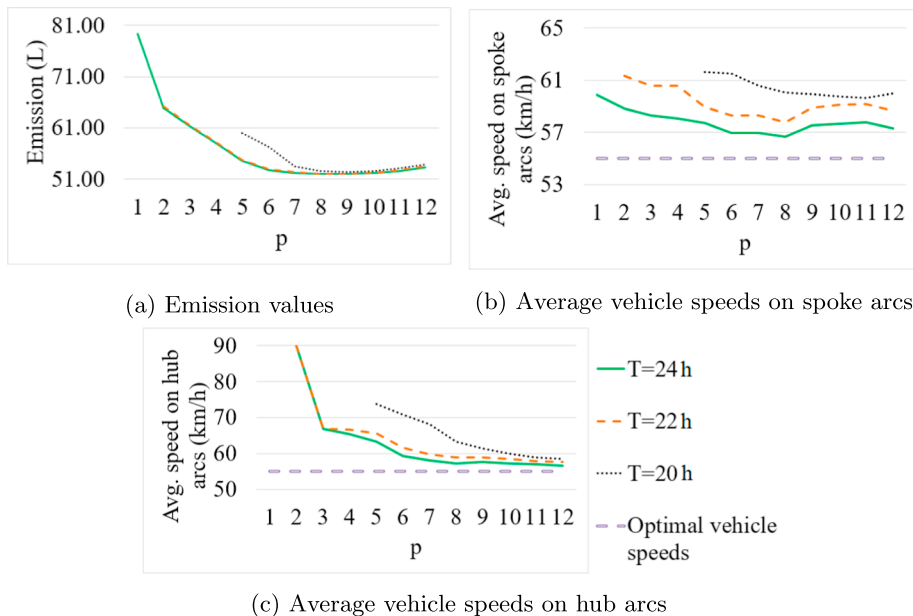 81.00
71.00
61.00
51.00
Emission (L)
1 2 3 4 5 6 7 8 9 10 11 12
p
(a) Emission values
65
61
57
53
Avg. speed on spoke
arcs (km/h)
1 2 3 4 5 6 7 8 9 10 11 12
p
(b) Average vehicle speeds on spoke arcs
90
80
70
60
50
Avg. speed on hub
arcs (km/h)
1 2 3 4 5 6 7 8 9 10 11 12
p
T=24 h
T=22 h
T=20 h
Optimal vehicle
speeds
(c) Average vehicle speeds on hub arcs